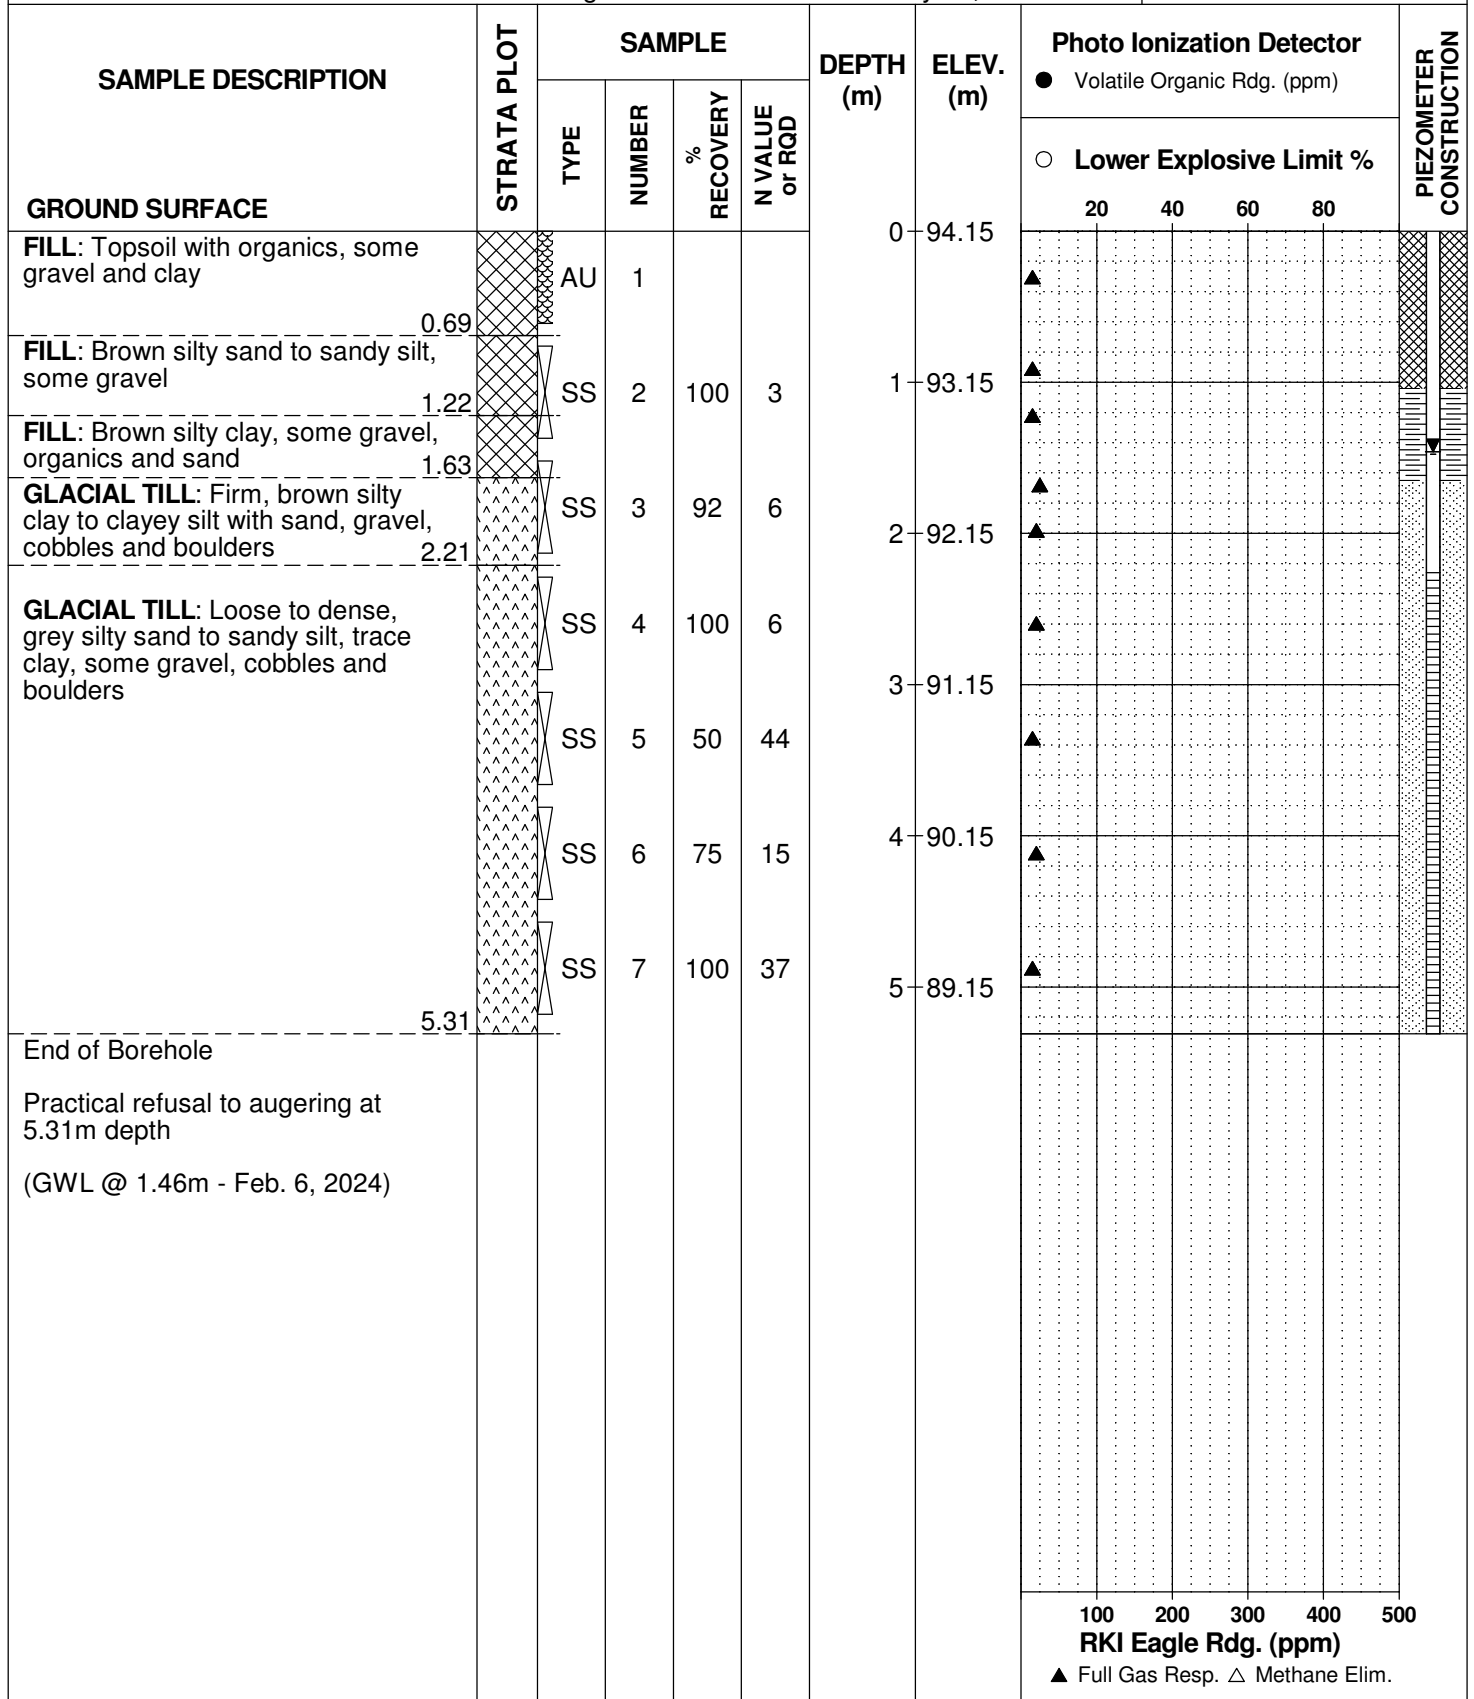 SAMPLE DESCRIPTION
GROUND SURFACE
STRATA PLOT
SAMPLE
TYPE
NUMBER
%
RECOVERY
N VALUE
or RQD
DEPTH
(m)
ELEV.
(m)
Photo Ionization Detector
● Volatile Organic Rdg. (ppm)
○ Lower Explosive Limit %
20 40 60 80
PIEZOMETER
CONSTRUCTION
0 94.15
FILL: Topsoil with organics, some
gravel and clay
AU 1
0.69
FILL: Brown silty sand to sandy silt,
some gravel
1 93.15
SS 2 100 3
1.22
FILL: Brown silty clay, some gravel,
organics and sand
1.63
GLACIAL TILL: Firm, brown silty
clay to clayey silt with sand, gravel,
cobbles and boulders
SS 3 92 6
2 92.15
2.21
GLACIAL TILL: Loose to dense,
grey silty sand to sandy silt, trace
clay, some gravel, cobbles and
boulders
SS 4 100 6
3 91.15
SS 5 50 44
4 90.15
SS 6 75 15
SS 7 100 37
5 89.15
5.31
End of Borehole
Practical refusal to augering at
5.31m depth
(GWL @ 1.46m - Feb. 6, 2024)
100 200 300 400 500
RKI Eagle Rdg. (ppm)
▲ Full Gas Resp. △ Methane Elim.